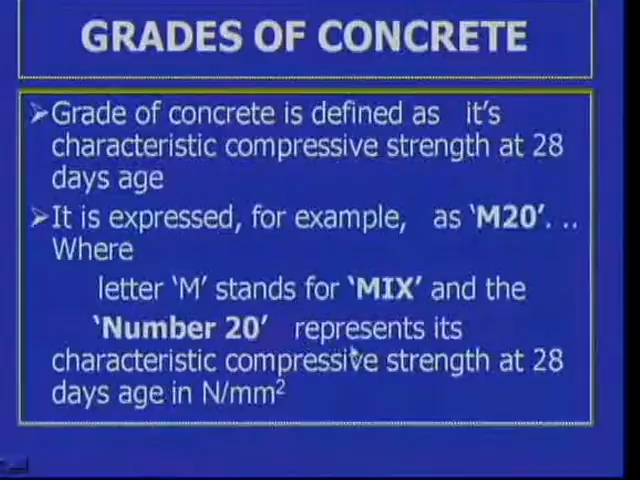 GRADES OF CONCRETE
➢Grade of concrete is defined as it's
characteristic compressive strength at 28
days age
➢It is expressed, for example, as ‘M20’. ..
Where
letter ‘M’ stands for ‘MIX’ and the
‘Number 20’ represents its
characteristic compressive strength at 28
days age in N/mm²